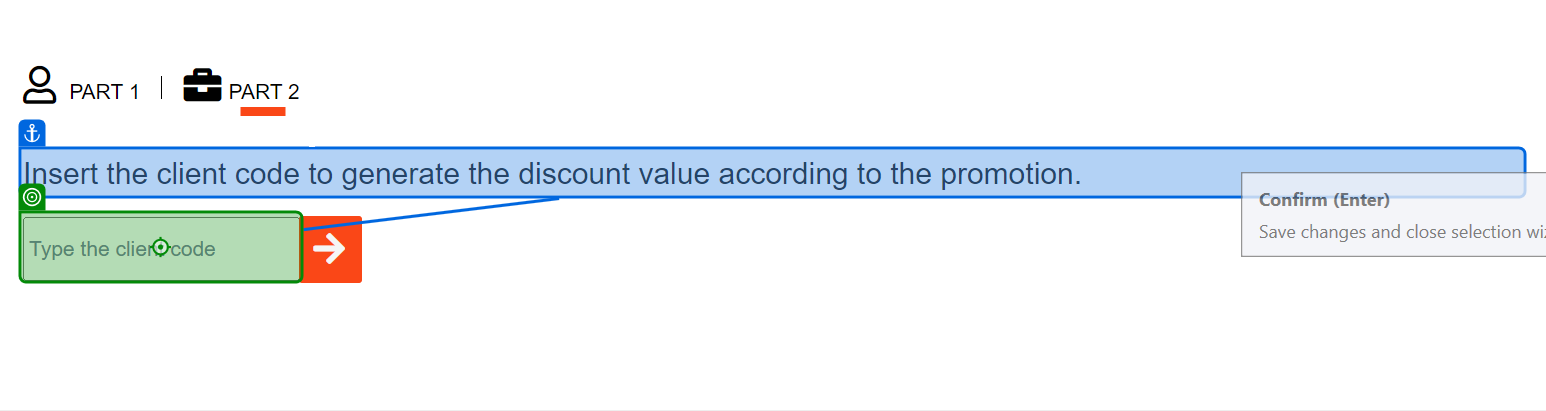 PART 1 | PART 2
Insert the client code to generate the discount value according to the promotion.
Confirm (Enter)
Save changes and close selection
Type the client code